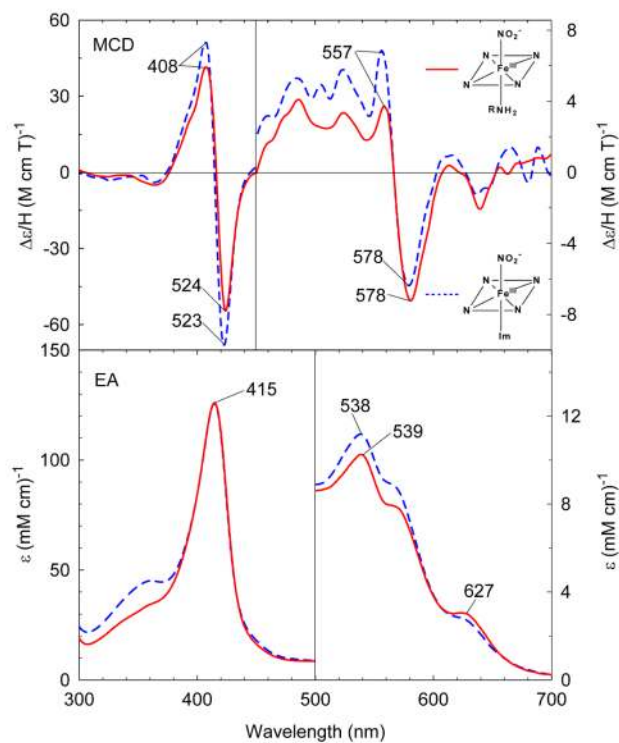 MCD
EA
60
30
0
-30
-60
150
100
50
0
8
4
0
-4
-8
12
8
4
0
300
400
500
600
700
Δε/H (M cm T)⁻¹
Δε/H (M cm T)⁻¹
ε (mM cm)⁻¹
ε (mM cm)⁻¹
Wavelength (nm)
408
557
524
523
578
578
415
538
539
627
NO₂⁻
N N
Feᴵᴵᴵ
N N
RNH₂
NO₂⁻
N N
Feᴵᴵᴵ
N N
Im